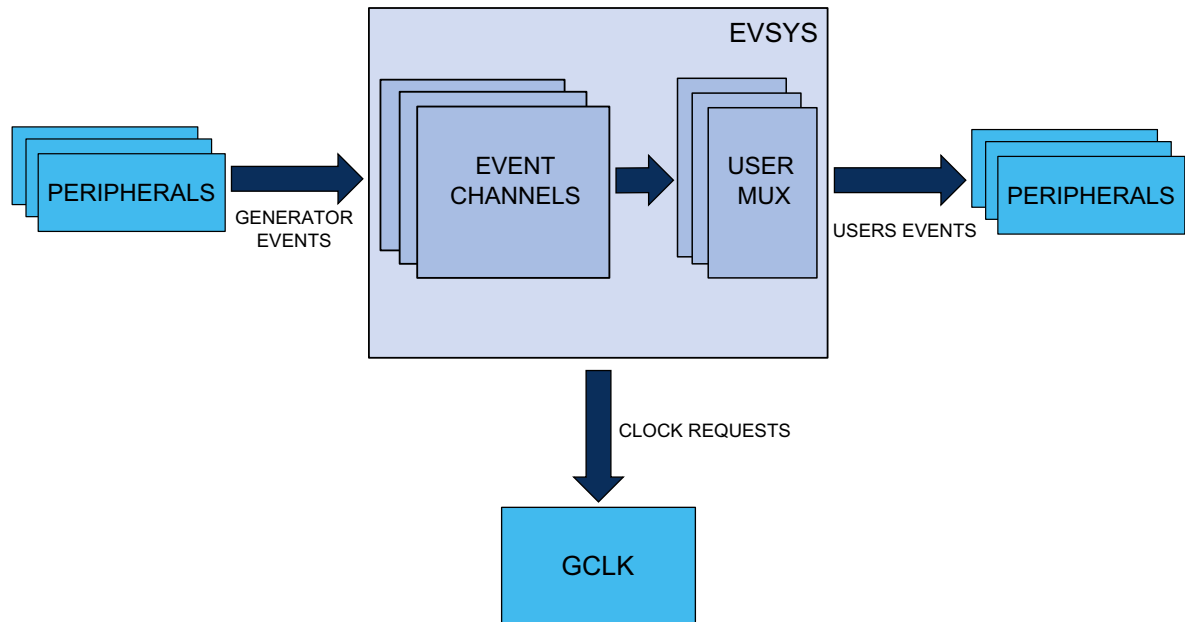 EVSYS
PERIPHERALS
GENERATOR
EVENTS
EVENT
CHANNELS
USER
MUX
USERS EVENTS
PERIPHERALS
CLOCK REQUESTS
GCLK